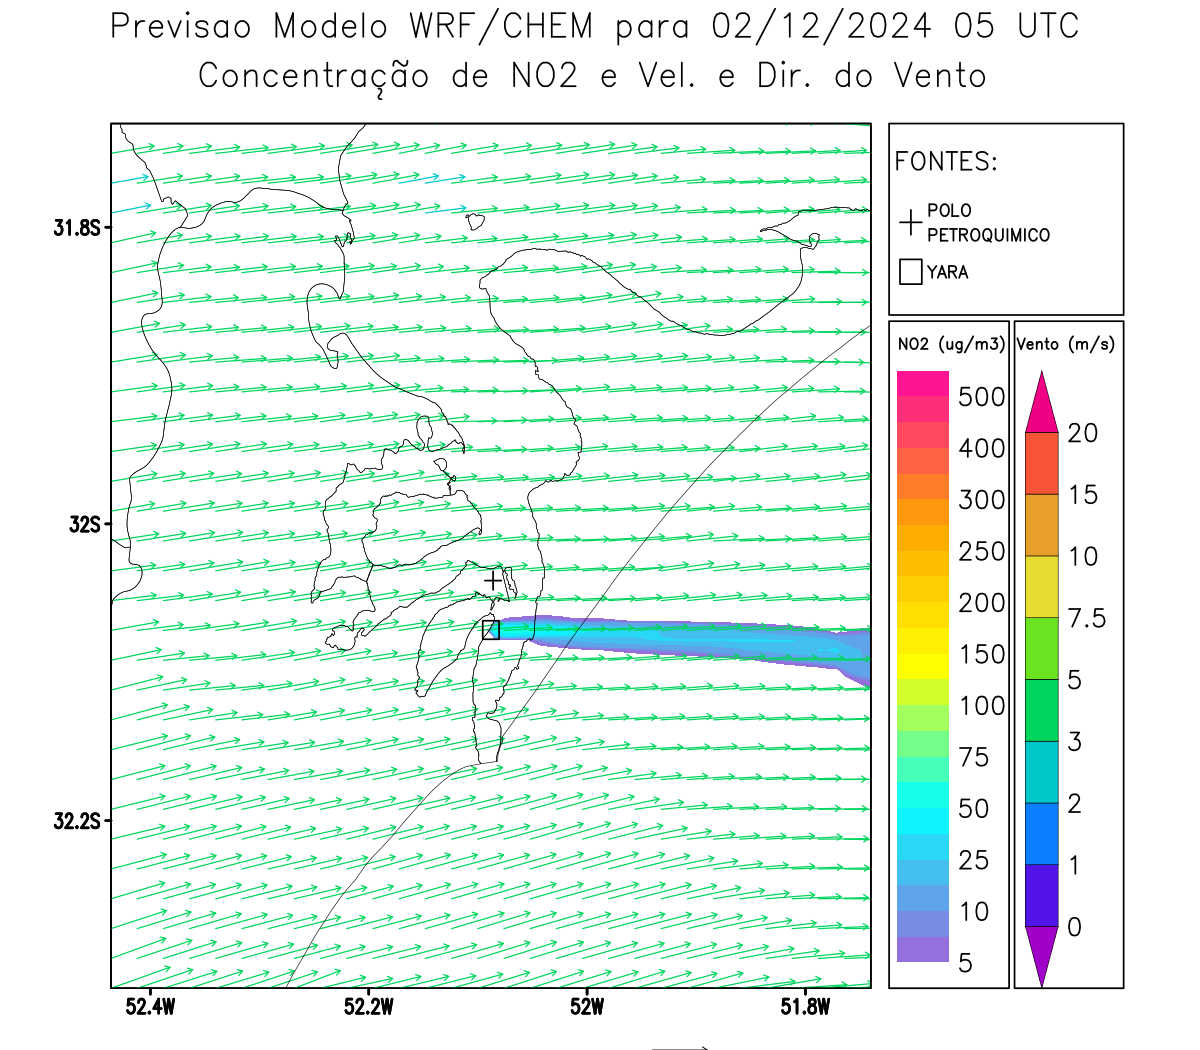 Previsao Modelo WRF/CHEM para 02/12/2024 05 UTC
Concentração de NO2 e Vel. e Dir. do Vento
FONTES:
POLO
PETROQUIMICO
YARA
NO2 (ug/m3)
500
400
300
250
200
150
100
75
50
25
10
5
Vento (m/s)
20
15
10
7.5
5
3
2
1
0
31.8S
32S
32.2S
52.4W
52.2W
52W
51.8W